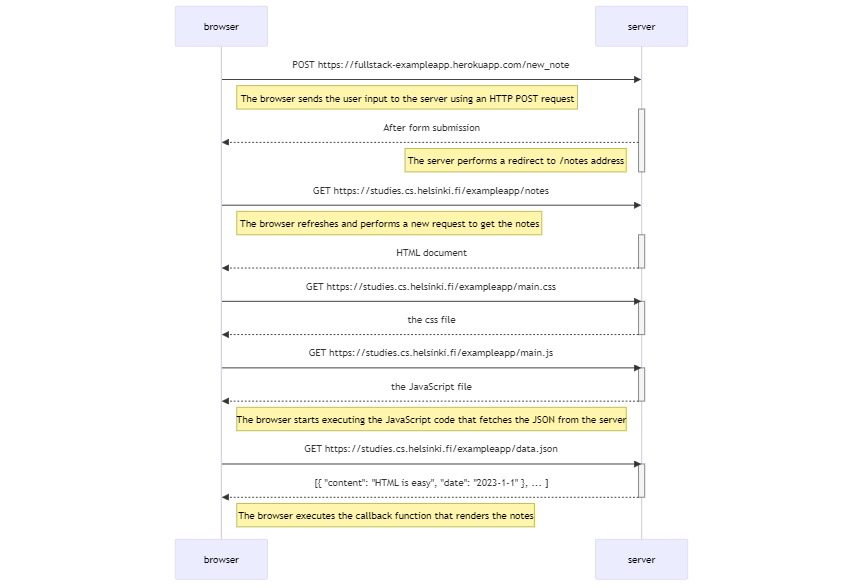 browser
server
POST https://fullstack-exampleapp.herokuapp.com/new_note
The browser sends the user input to the server using an HTTP POST request
After form submission
The server performs a redirect to /notes address
GET https://studies.cs.helsinki.fi/exampleapp/notes
The browser refreshes and performs a new request to get the notes
HTML document
GET https://studies.cs.helsinki.fi/exampleapp/main.css
the css file
GET https://studies.cs.helsinki.fi/exampleapp/main.js
the JavaScript file
The browser starts executing the JavaScript code that fetches the JSON from the server
GET https://studies.cs.helsinki.fi/exampleapp/data.json
[{ "content": "HTML is easy", "date": "2023-1-1" }, ... ]
The browser executes the callback function that renders the notes
browser
server